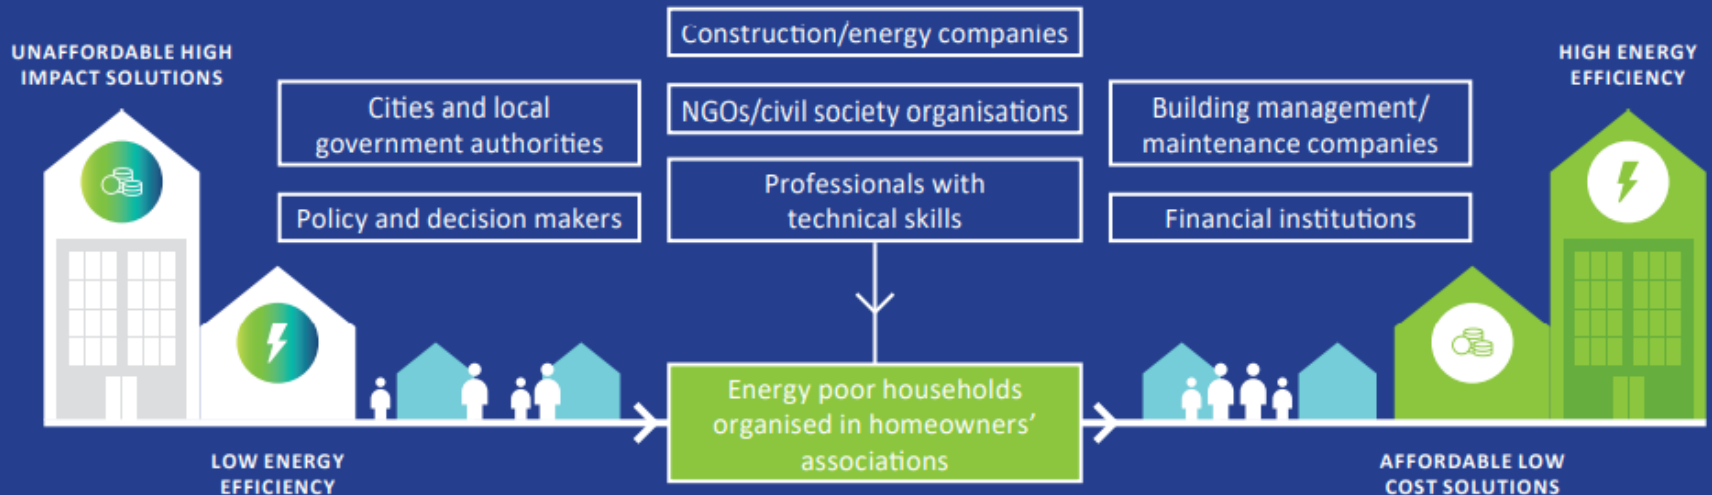 UNAFFORDABLE HIGH
IMPACT SOLUTIONS
LOW ENERGY
EFFICIENCY
Cities and local
government authorities
Policy and decision makers
Construction/energy companies
NGOs/civil society organisations
Professionals with
technical skills
Building management/
maintenance companies
Financial institutions
Energy poor households
organised in homeowners’
associations
HIGH ENERGY
EFFICIENCY
AFFORDABLE LOW
COST SOLUTIONS